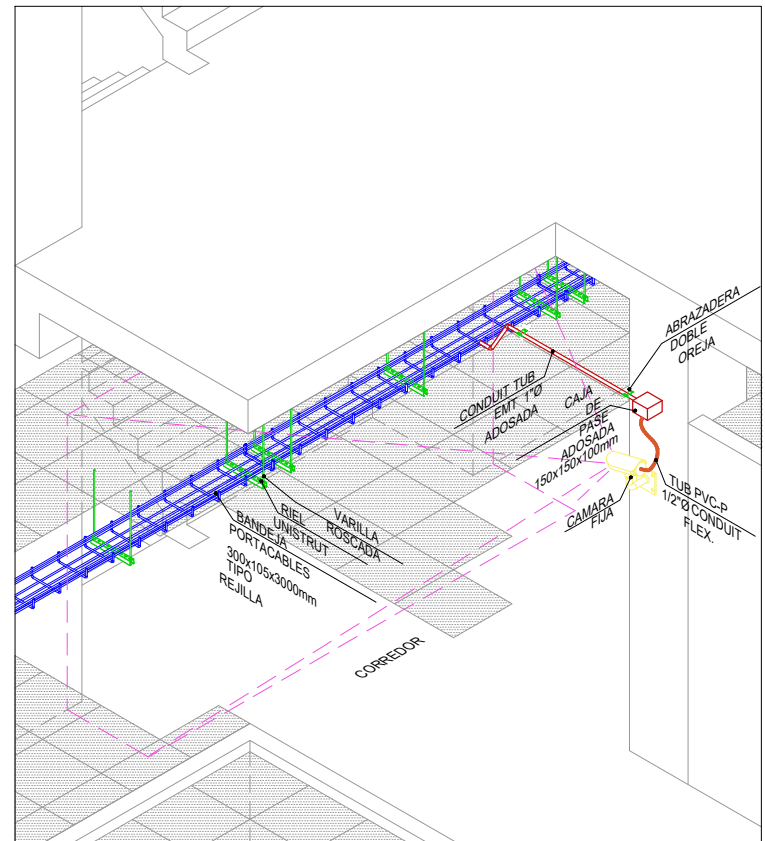 ABRAZADERA
DOBLE
OREJA
CONDUIT TUB
EMT 1"Ø
ADOSADA
CAJA
DE
PASE
ADOSADA
150x150x100mm
TUB PVC-P
1/2"Ø CONDUIT
FLEX.
CAMARA
FIJA
VARILLA
ROSCADA
RIEL
UNISTRUT
BANDEJA
PORTACABLES
300x105x3000mm
TIPO
REJILLA
CORREDOR